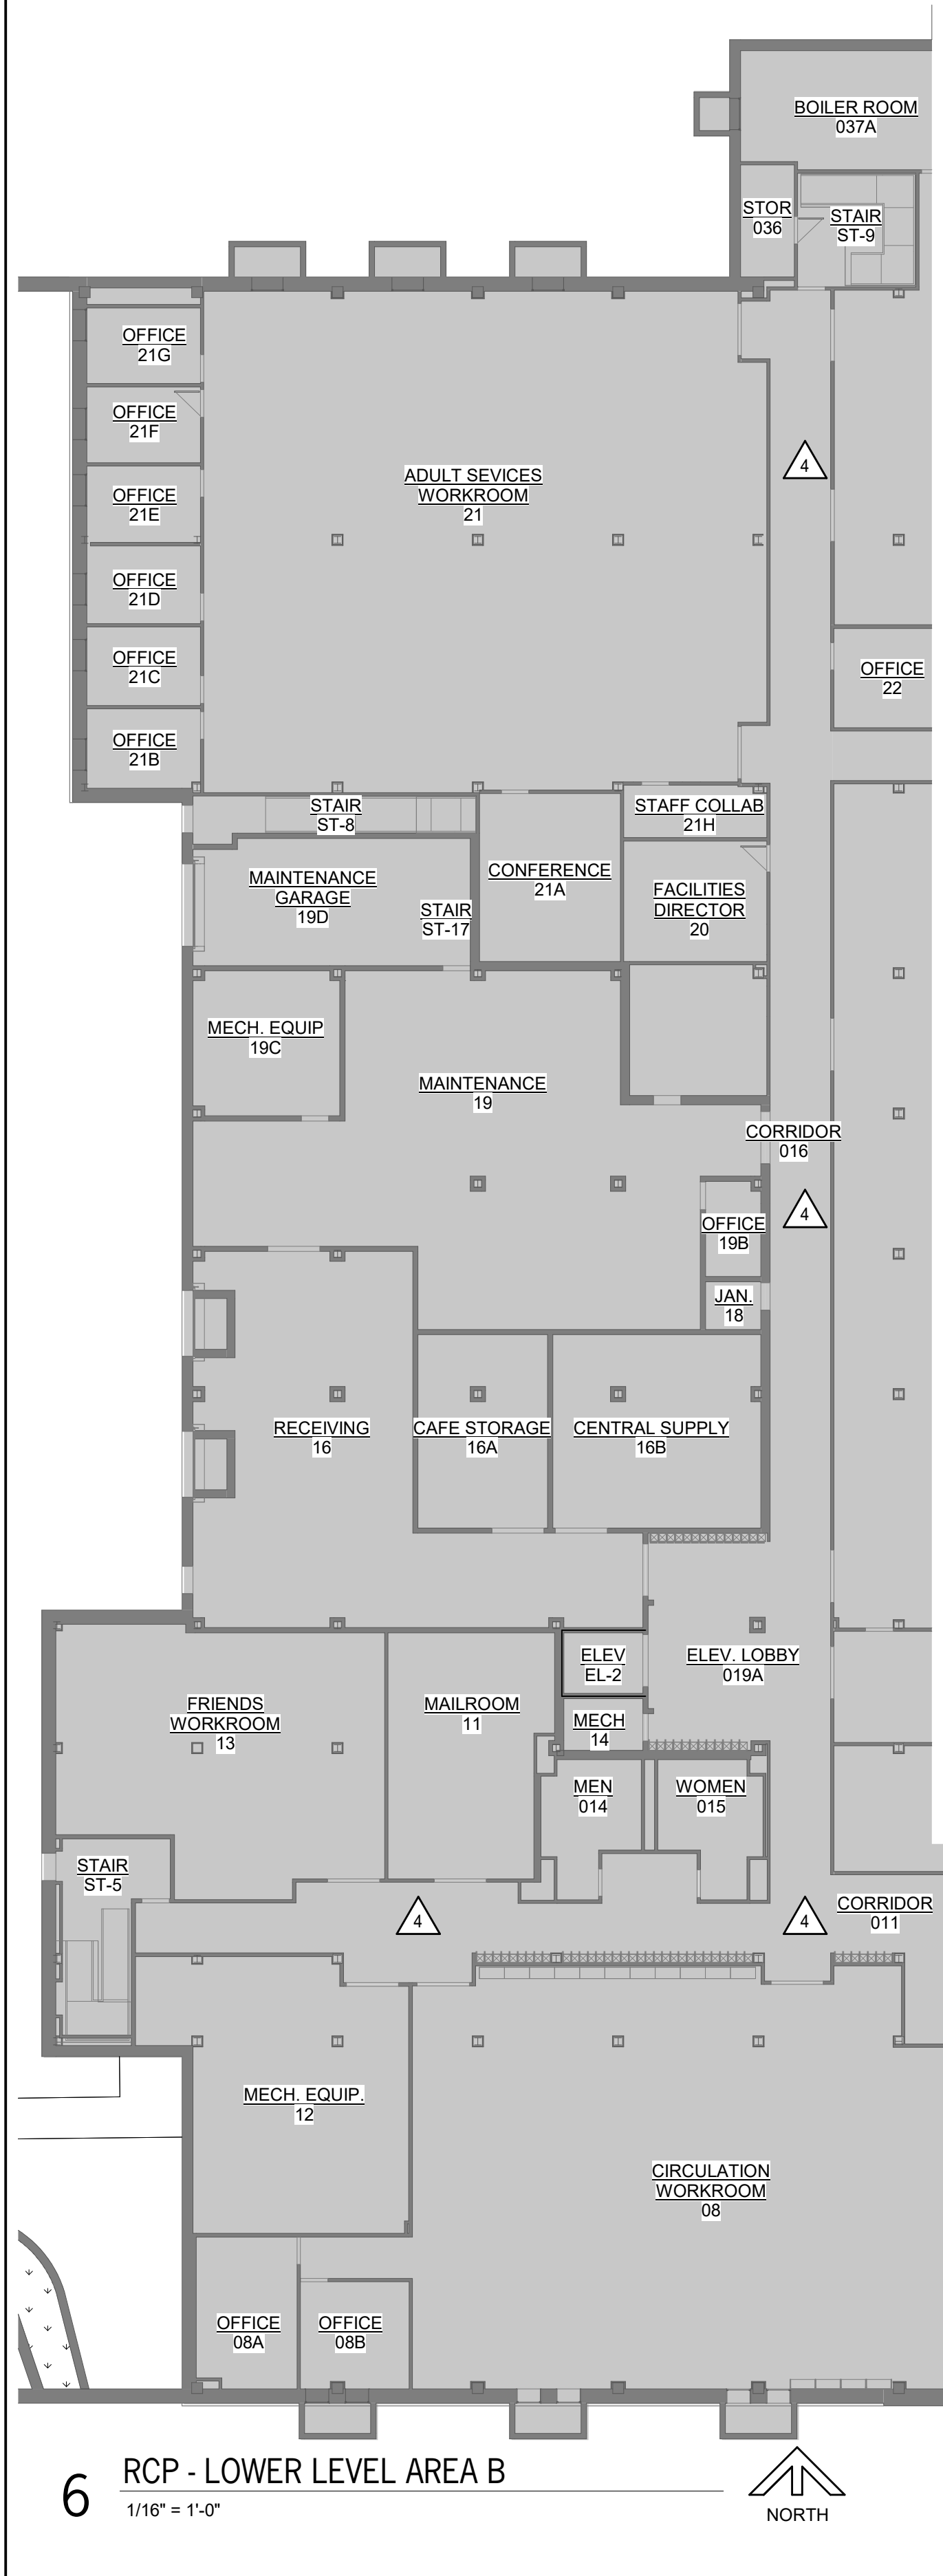 BOILER ROOM
037A
STOR
036
STAIR
ST-9
OFFICE
21G
OFFICE
21F
4
ADULT SEVICES
WORKROOM
21
OFFICE
21E
OFFICE
21D
OFFICE
21C
OFFICE
22
OFFICE
21B
STAIR
ST-8
STAFF COLLAB
21H
MAINTENANCE
GARAGE
19D
CONFERENCE
21A
FACILITIES
DIRECTOR
20
STAIR
ST-17
MECH. EQUIP
19C
MAINTENANCE
19
CORRIDOR
016
4
OFFICE
19B
JAN.
18
RECEIVING
16
CAFE STORAGE
16A
CENTRAL SUPPLY
16B
ELEV
EL-2
ELEV. LOBBY
019A
FRIENDS
WORKROOM
13
MAILROOM
11
MECH
14
MEN
014
WOMEN
015
STAIR
ST-5
4
4
CORRIDOR
011
MECH. EQUIP.
12
CIRCULATION
WORKROOM
08
OFFICE
08A
OFFICE
08B
6
RCP - LOWER LEVEL AREA B
1/16" = 1'-0"
NORTH